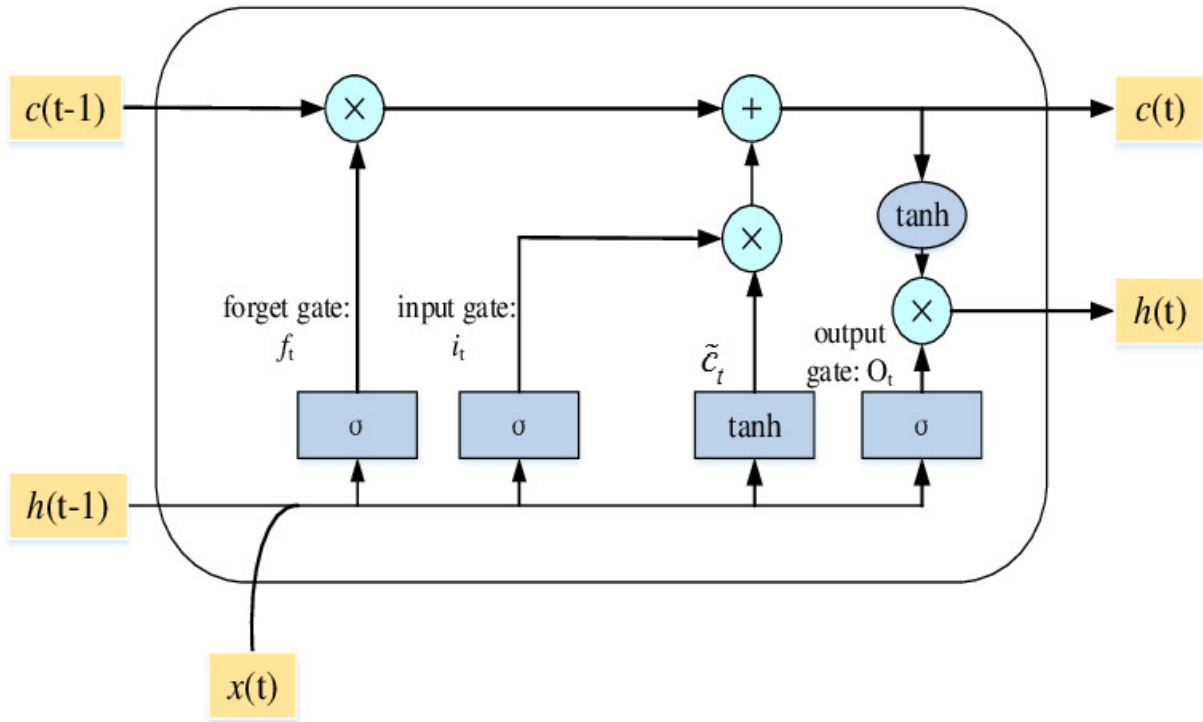 c(t-1)
×
+
c(t)
tanh
×
forget gate:
f_t
input gate:
i_t
c̃_t
output
gate: O_t
×
h(t)
σ
σ
tanh
σ
h(t-1)
x(t)